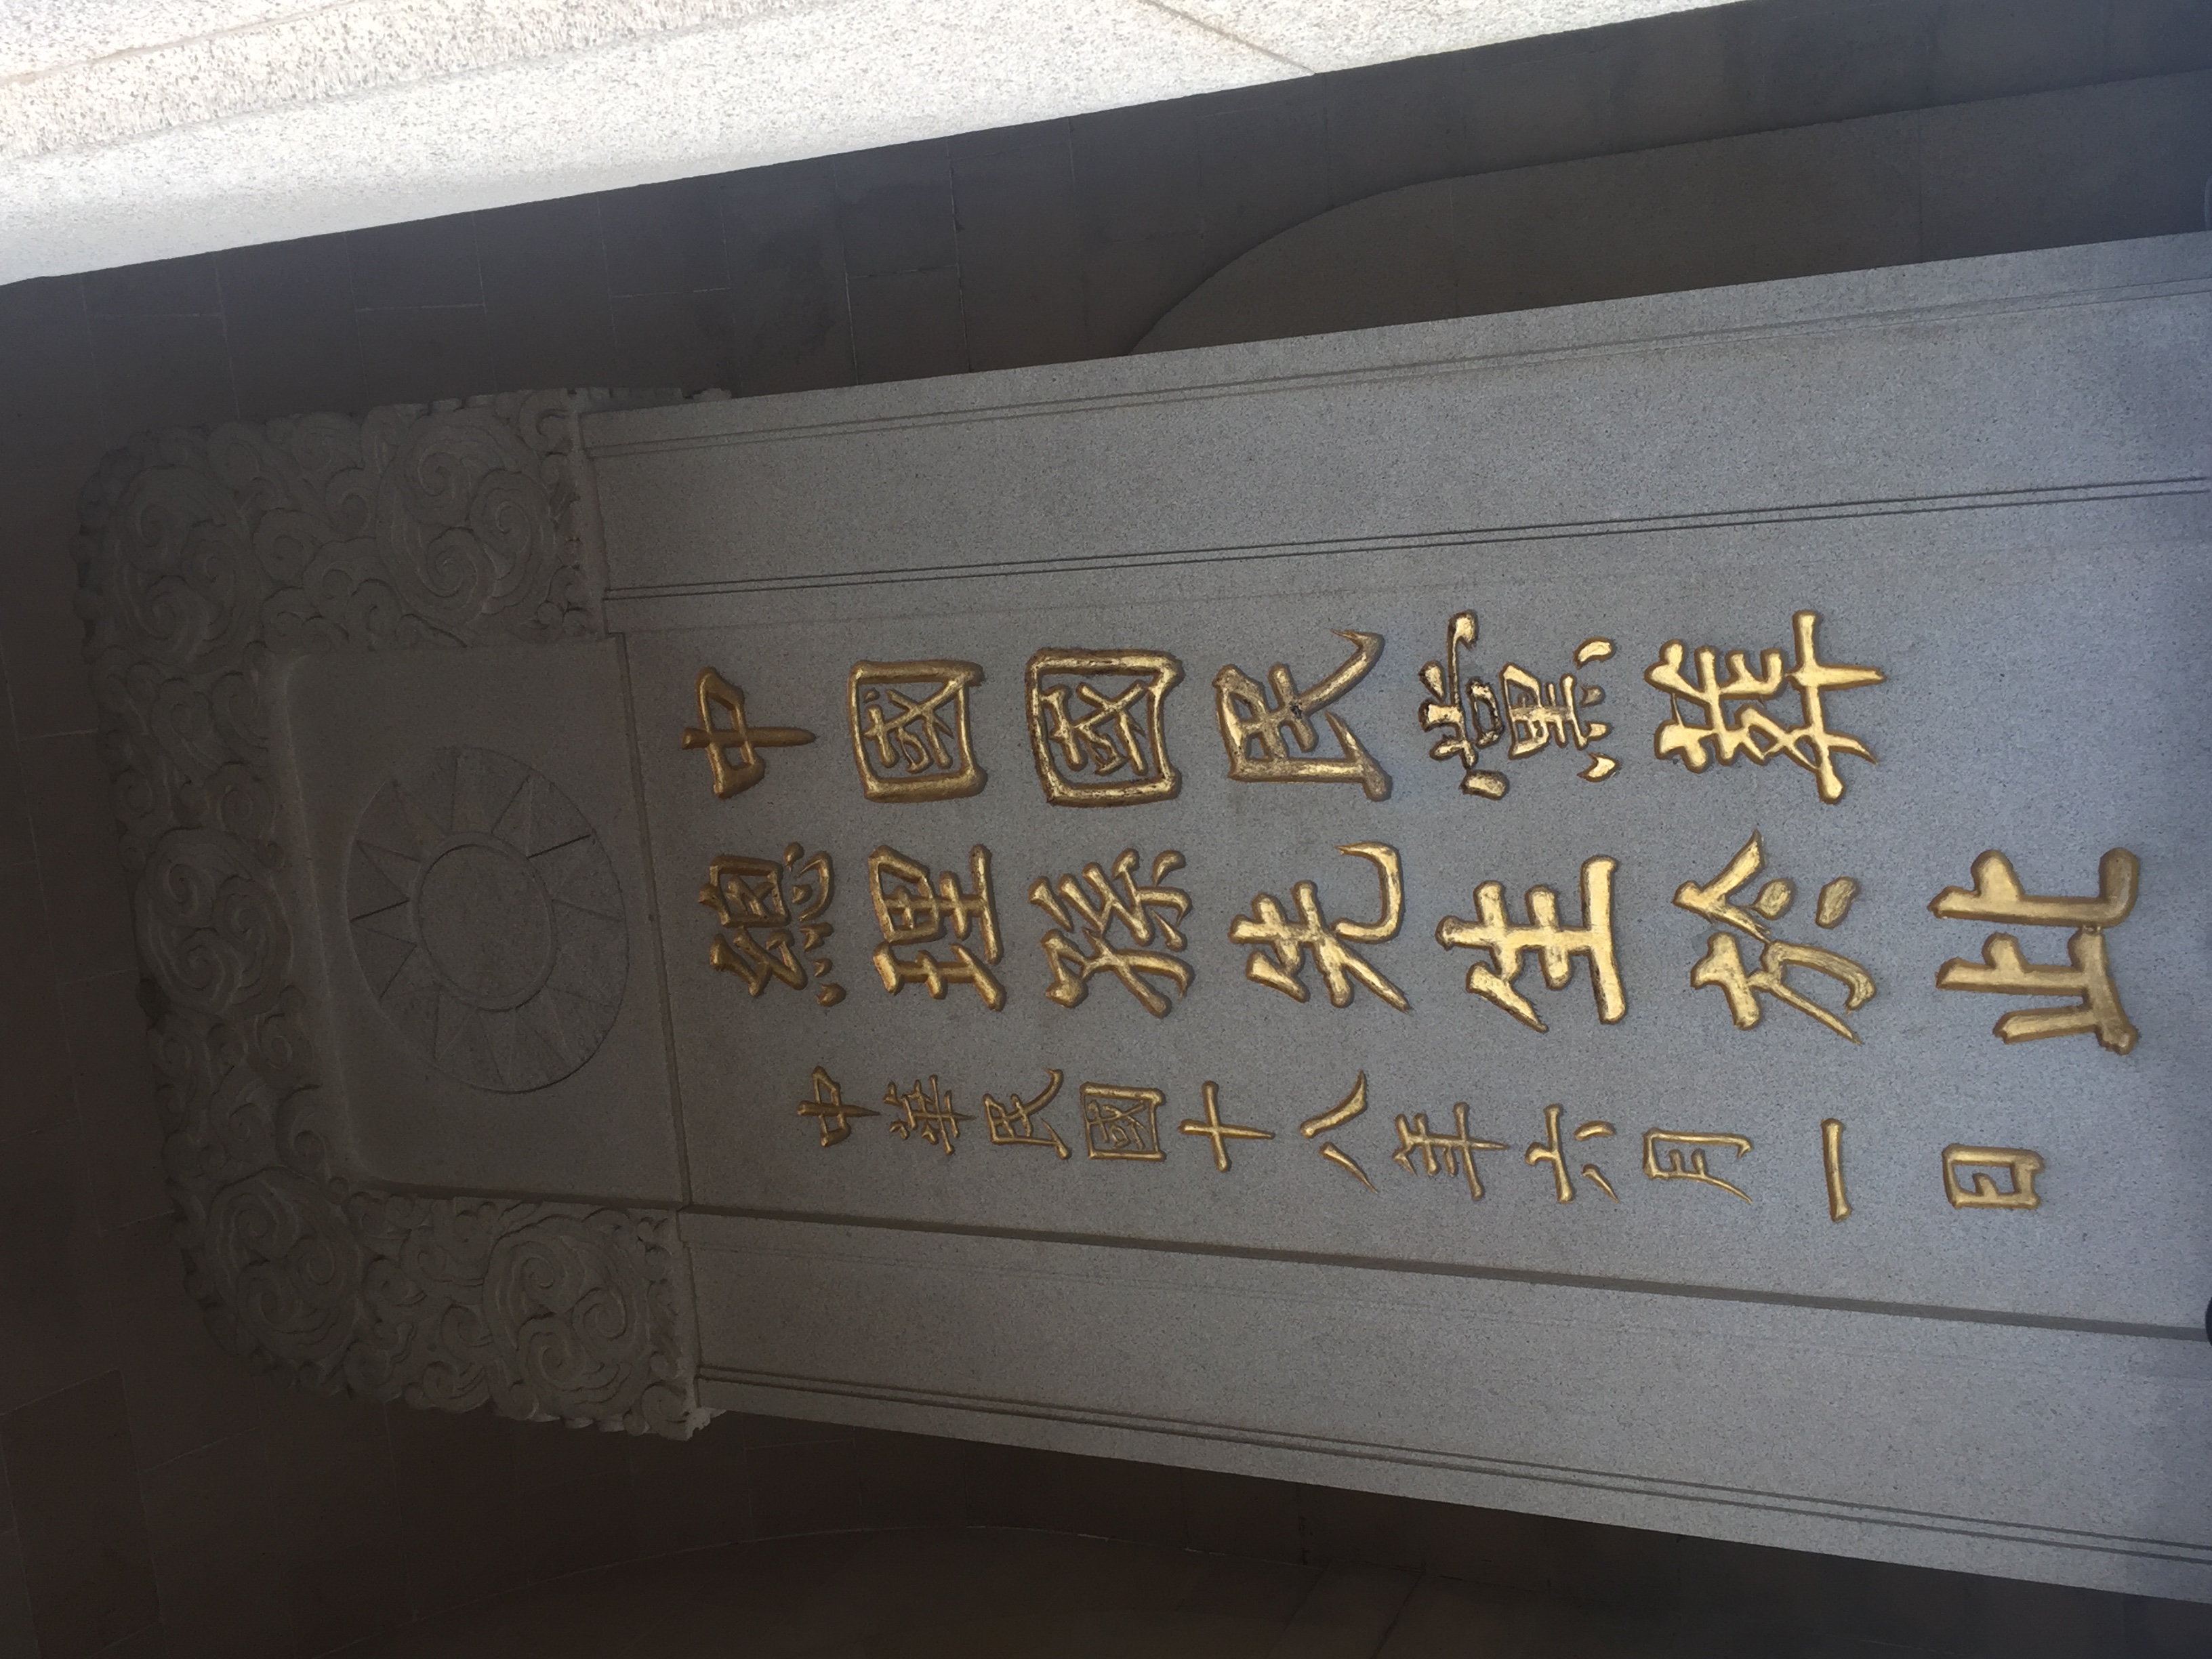 中國國民黨葬
總理孫先生於此
中華民國十八年六月一日